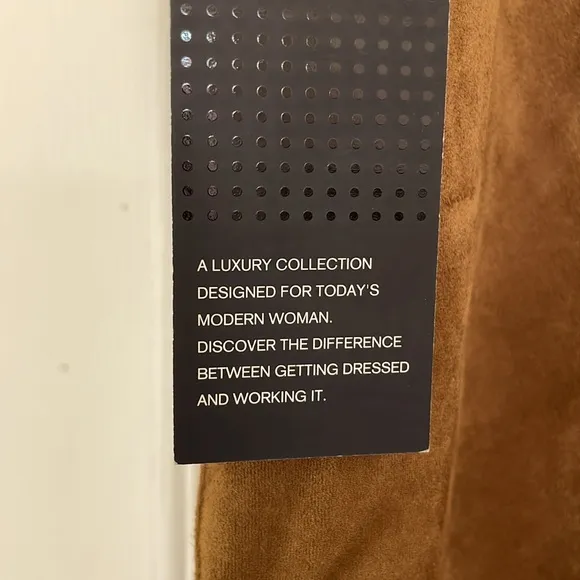 A LUXURY COLLECTION
DESIGNED FOR TODAY'S
MODERN WOMAN.
DISCOVER THE DIFFERENCE
BETWEEN GETTING DRESSED
AND WORKING IT.